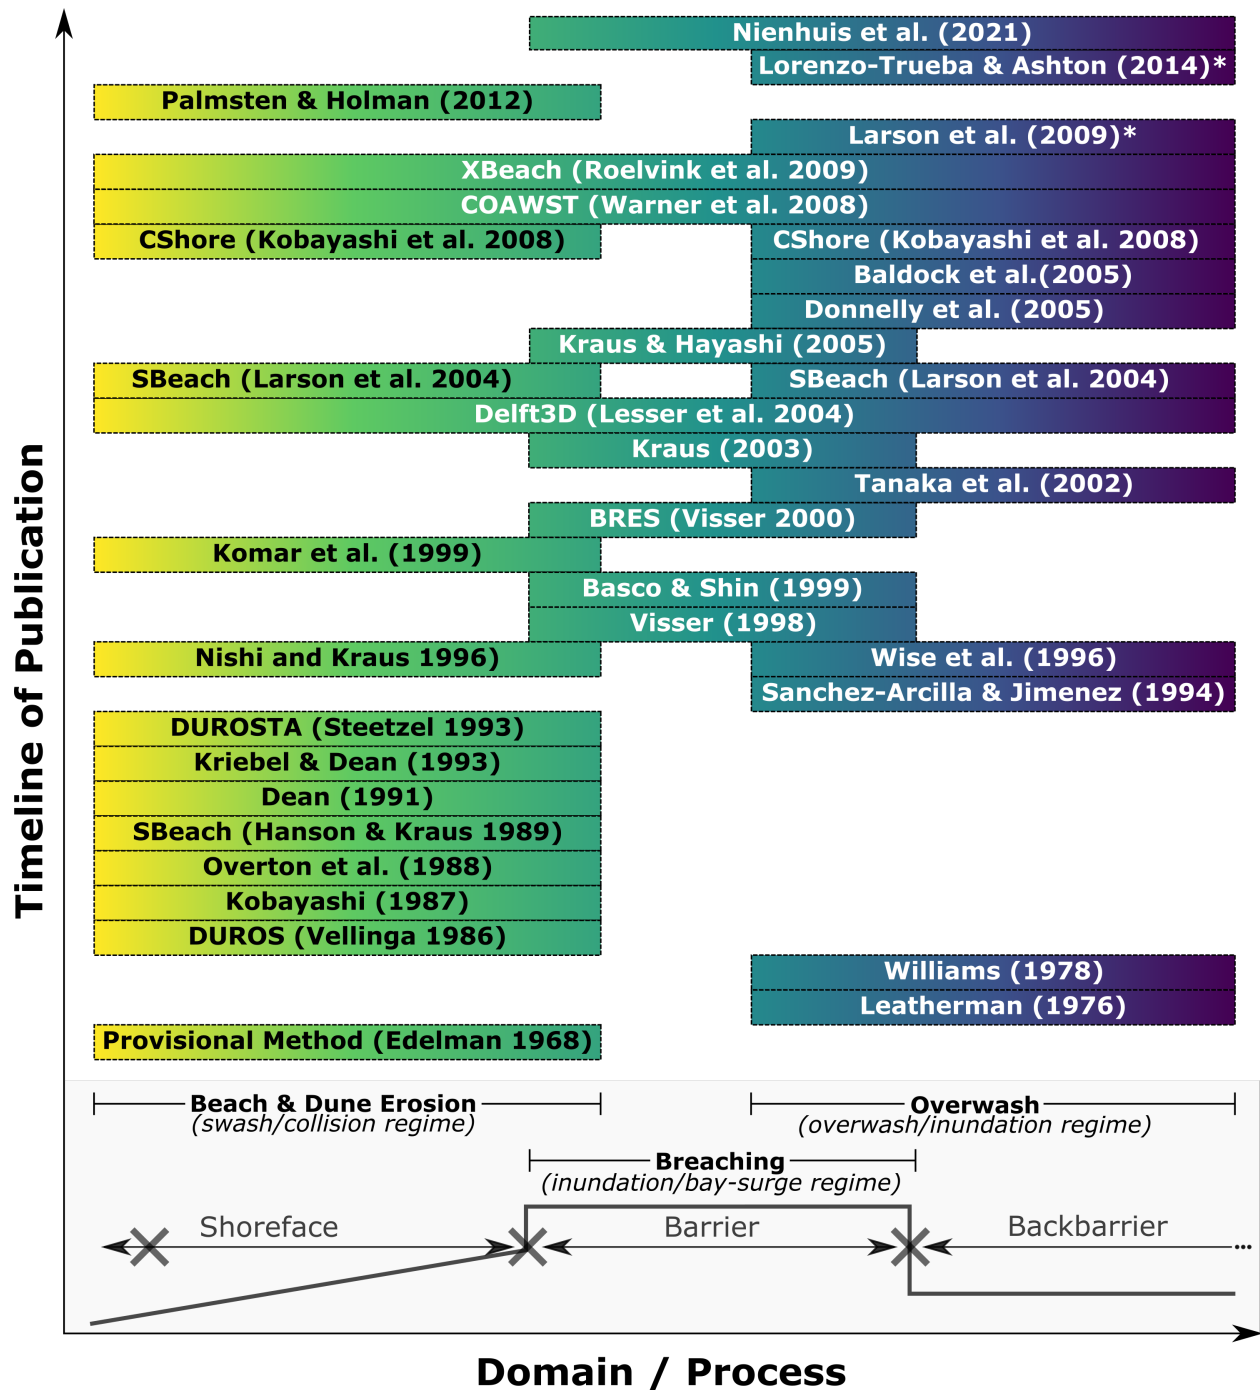 Nienhuis et al. (2021)
Lorenzo-Trueba & Ashton (2014)*
Palmsten & Holman (2012)
Larson et al. (2009)*
XBeach (Roelvink et al. 2009)
COAWST (Warner et al. 2008)
CShore (Kobayashi et al. 2008)
CShore (Kobayashi et al. 2008)
Baldock et al.(2005)
Donnelly et al. (2005)
Kraus & Hayashi (2005)
SBeach (Larson et al. 2004)
SBeach (Larson et al. 2004)
Delft3D (Lesser et al. 2004)
Kraus (2003)
Tanaka et al. (2002)
BRES (Visser 2000)
Komar et al. (1999)
Basco & Shin (1999)
Visser (1998)
Nishi and Kraus 1996)
Wise et al. (1996)
Sanchez-Arcilla & Jimenez (1994)
DUROSTA (Steetzel 1993)
Kriebel & Dean (1993)
Dean (1991)
SBeach (Hanson & Kraus 1989)
Overton et al. (1988)
Kobayashi (1987)
DUROS (Vellinga 1986)
Williams (1978)
Leatherman (1976)
Provisional Method (Edelman 1968)
Timeline of Publication
Beach & Dune Erosion
(swash/collision regime)
Overwash
(overwash/inundation regime)
Breaching
(inundation/bay-surge regime)
Shoreface
Barrier
Backbarrier
...
Domain / Process